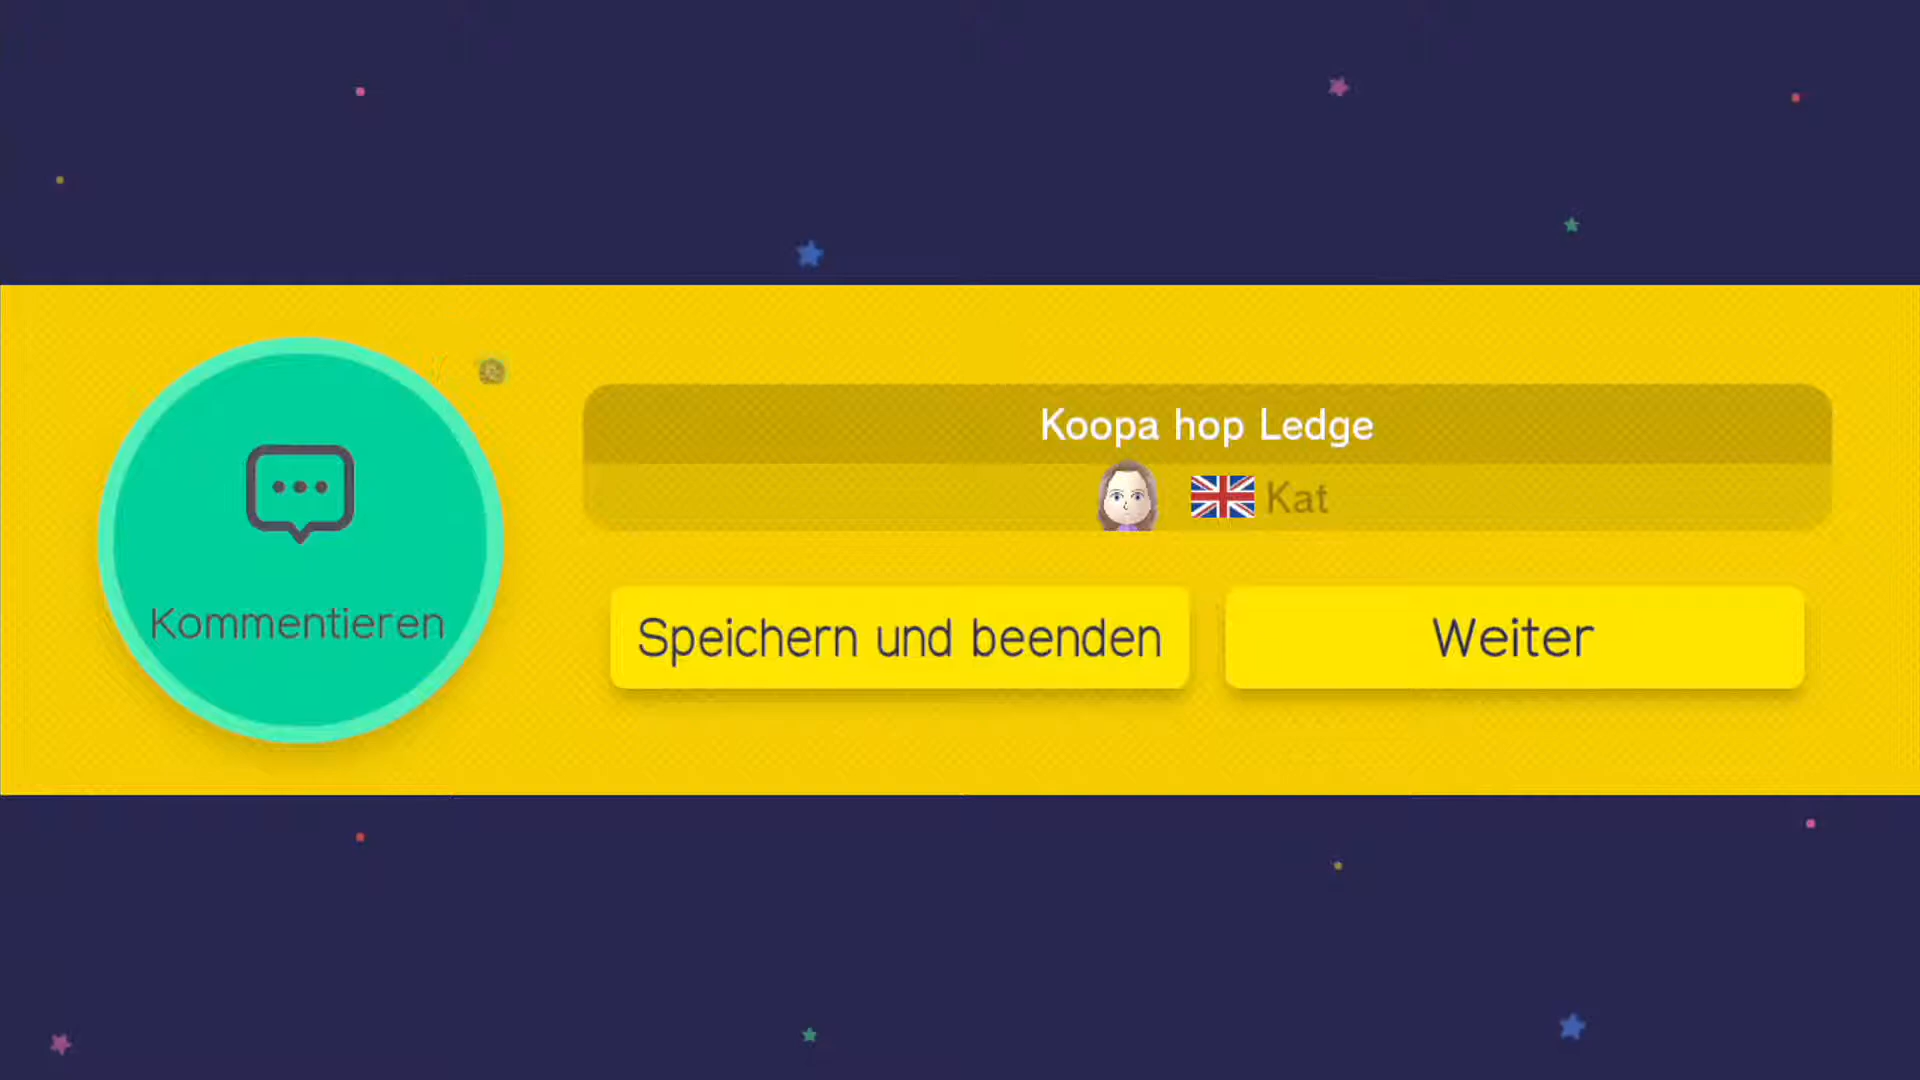 Koopa hop Ledge
Kat
Kommentieren
Speichern und beenden
Weiter